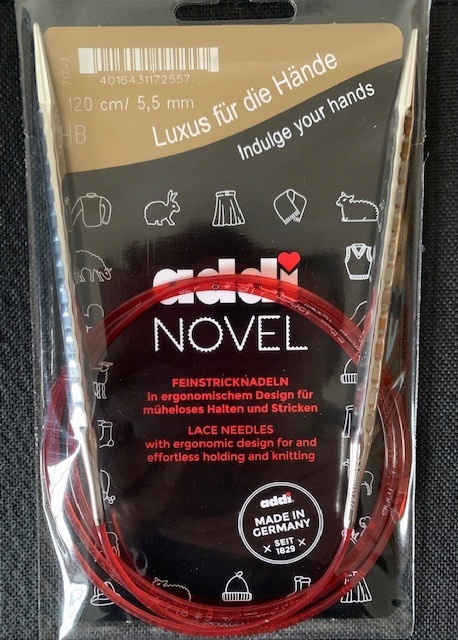 717-7
4016431172557
120 cm/ 5,5 mm
HB
Luxus für die Hände
Indulge your hands
addi
NOVEL
FEINSTRICKNADELN
in ergonomischem Design für
müheloses Halten und Stricken
LACE NEEDLES
with ergonomic design for and
effortless holding and knitting
addi
MADE IN
GERMANY
SEIT
1829